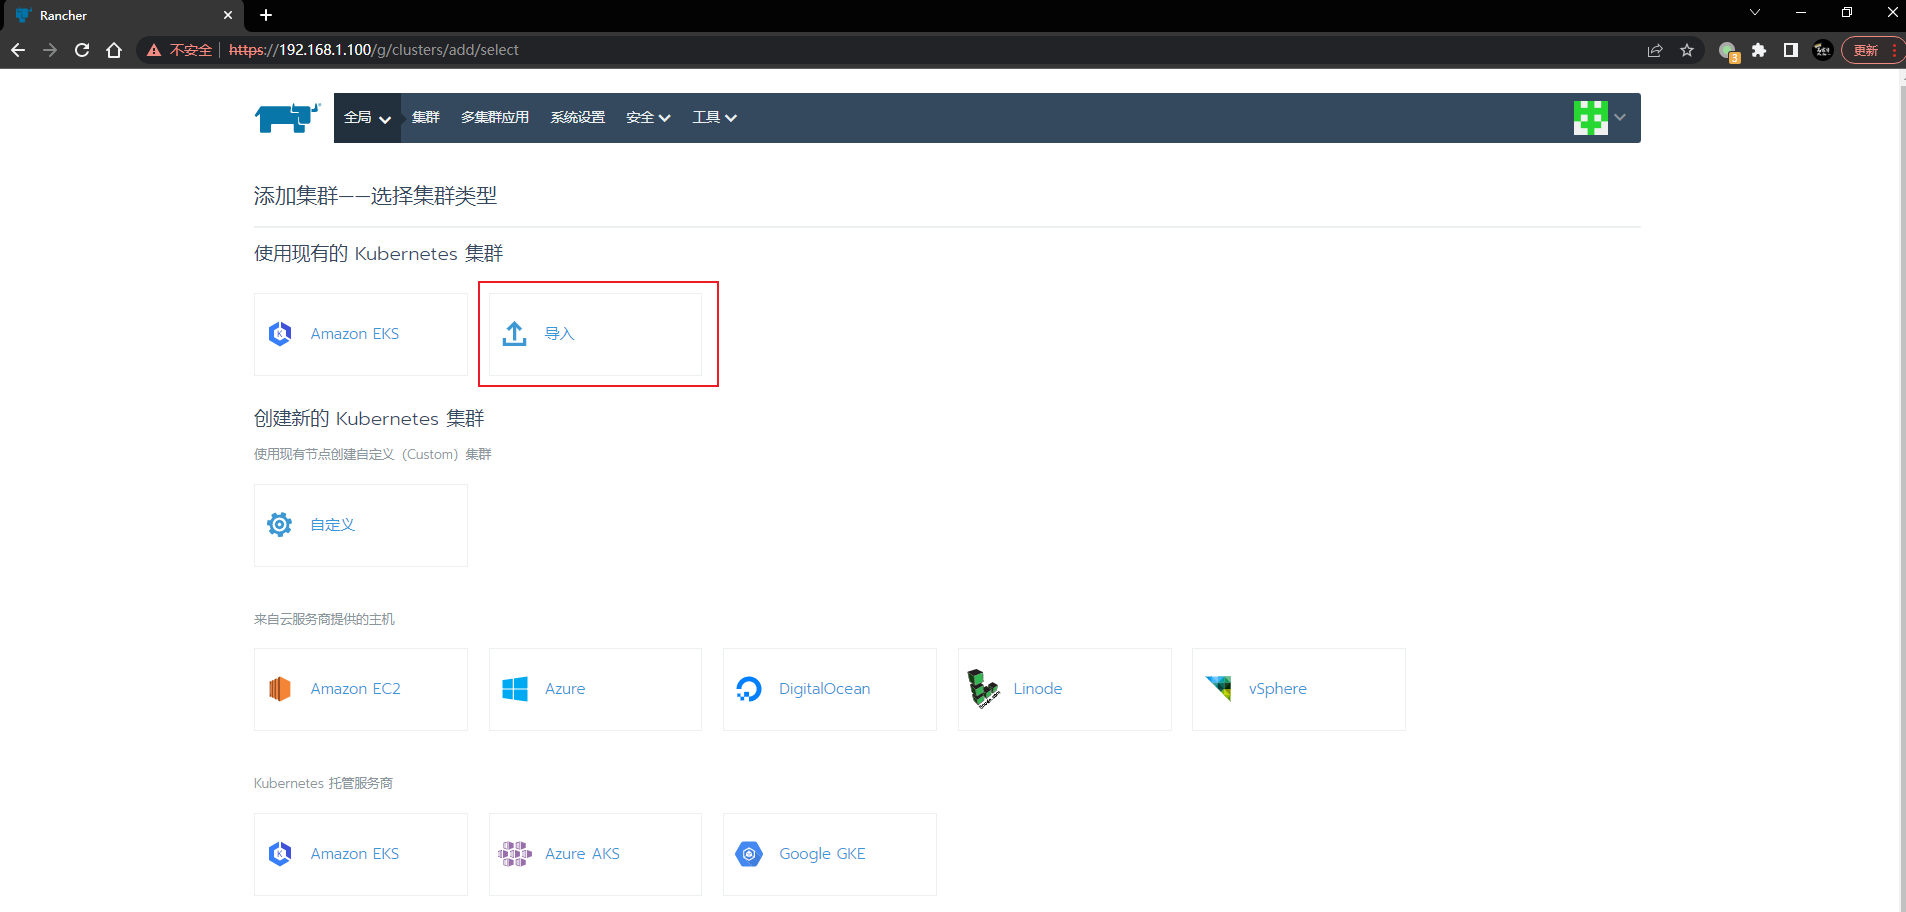 Rancher
不安全 https://192.168.1.100/g/clusters/add/select
3
更新
全局 集群 多集群应用 系统设置 安全 工具
添加集群——选择集群类型
使用现有的 Kubernetes 集群
Amazon EKS 导入
创建新的 Kubernetes 集群
使用现有节点创建自定义（Custom）集群
自定义
来自云服务商提供的主机
Amazon EC2 Azure DigitalOcean Linode vSphere
Kubernetes 托管服务商
Amazon EKS Azure AKS Google GKE